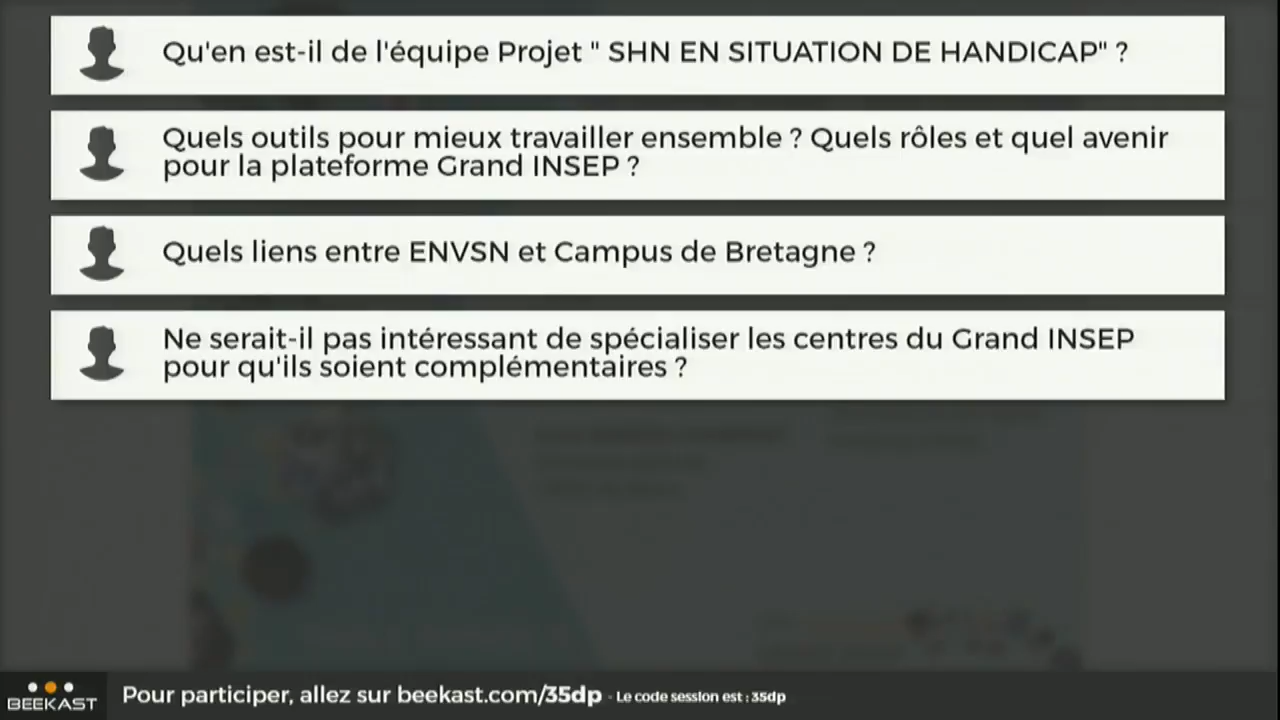 Qu'en est-il de l'équipe Projet " SHN EN SITUATION DE HANDICAP" ?
Quels outils pour mieux travailler ensemble ? Quels rôles et quel avenir
pour la plateforme Grand INSEP ?
Quels liens entre ENVSN et Campus de Bretagne ?
Ne serait-il pas intéressant de spécialiser les centres du Grand INSEP
pour qu'ils soient complémentaires ?
BEEKAST Pour participer, allez sur beekast.com/35dp - Le code session est : 35dp